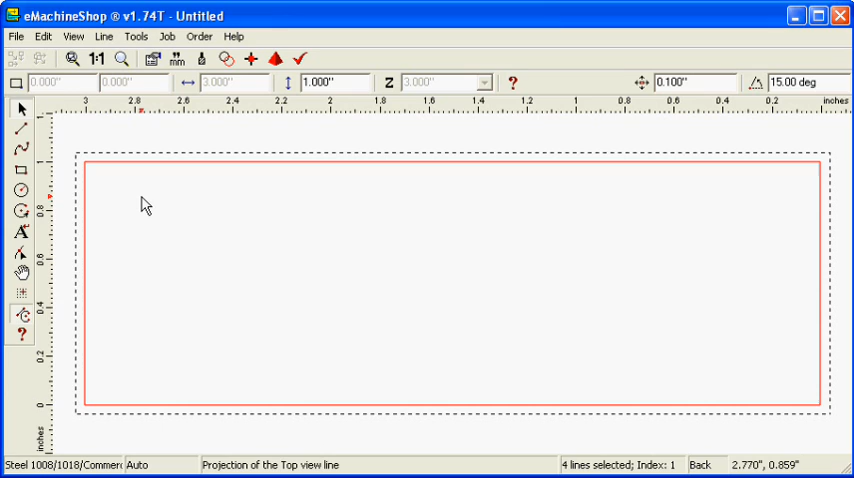 eMachineShop ® v1.74T - Untitled
File Edit View Line Tools Job Order Help
1:1 mm
0.000" 0.000" 3.000" 1.000" Z 3.000" ? 0.100" 15.00 deg
3 2.8 2.6 2.4 2.2 2 1.8 1.6 1.4 1.2 1 0.8 0.6 0.4 0.2 inches
1
0.8
0.6
0.4
0.2
0
inches
A
?
Steel 1008/1018/Commerc Auto Projection of the Top view line 4 lines selected; Index: 1 Back 2.770", 0.859"